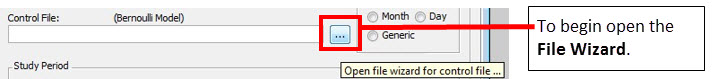 Control File: (Bernoulli Model)
...
Month Day
Generic
Study Period
Open file wizard for control file ...
To begin open the
File Wizard.